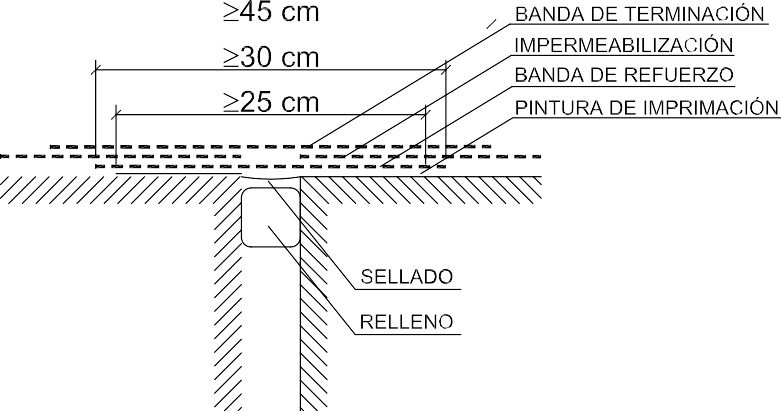 ≥45 cm
BANDA DE TERMINACIÓN
IMPERMEABILIZACIÓN
≥30 cm
BANDA DE REFUERZO
≥25 cm
PINTURA DE IMPRIMACIÓN
SELLADO
RELLENO